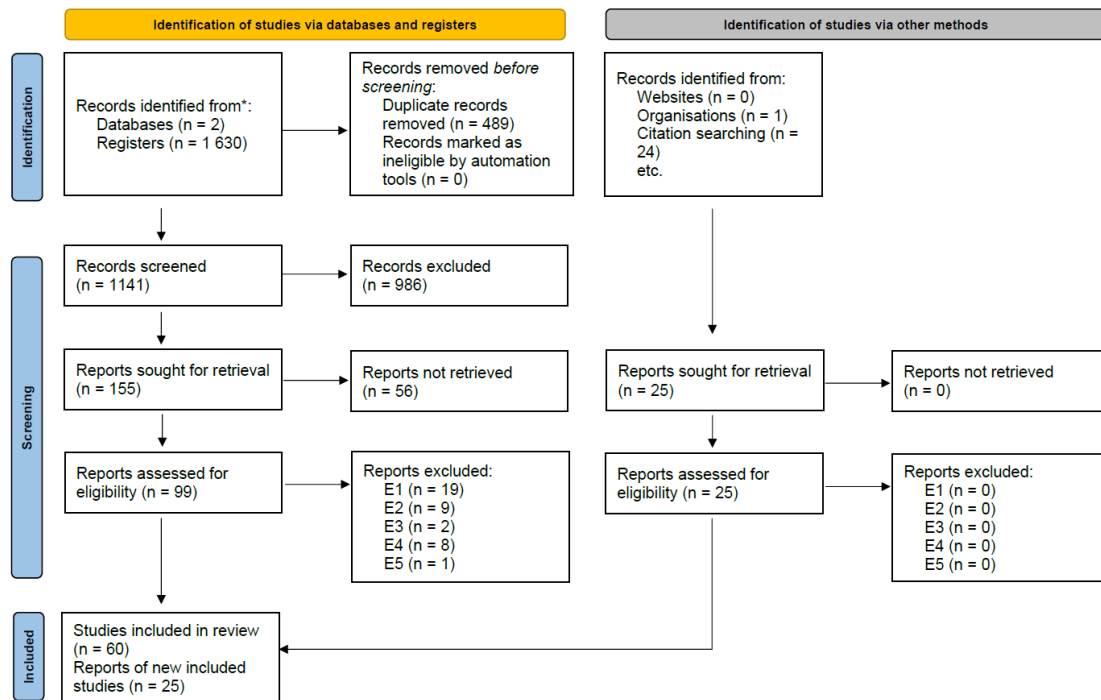 Identification of studies via databases and registers
Identification of studies via other methods
Identification
Records identified from*:
Databases (n = 2)
Registers (n = 1 630)
Records removed before
screening:
Duplicate records
removed (n = 489)
Records marked as
ineligible by automation
tools (n = 0)
Records identified from:
Websites (n = 0)
Organisations (n = 1)
Citation searching (n =
24)
etc.
Screening
Records screened
(n = 1141)
Records excluded
(n = 986)
Reports sought for retrieval
(n = 155)
Reports not retrieved
(n = 56)
Reports sought for retrieval
(n = 25)
Reports not retrieved
(n = 0)
Reports assessed for
eligibility (n = 99)
Reports excluded:
E1 (n = 19)
E2 (n = 9)
E3 (n = 2)
E4 (n = 8)
E5 (n = 1)
Reports assessed for
eligibility (n = 25)
Reports excluded:
E1 (n = 0)
E2 (n = 0)
E3 (n = 0)
E4 (n = 0)
E5 (n = 0)
Included
Studies included in review
(n = 60)
Reports of new included
studies (n = 25)